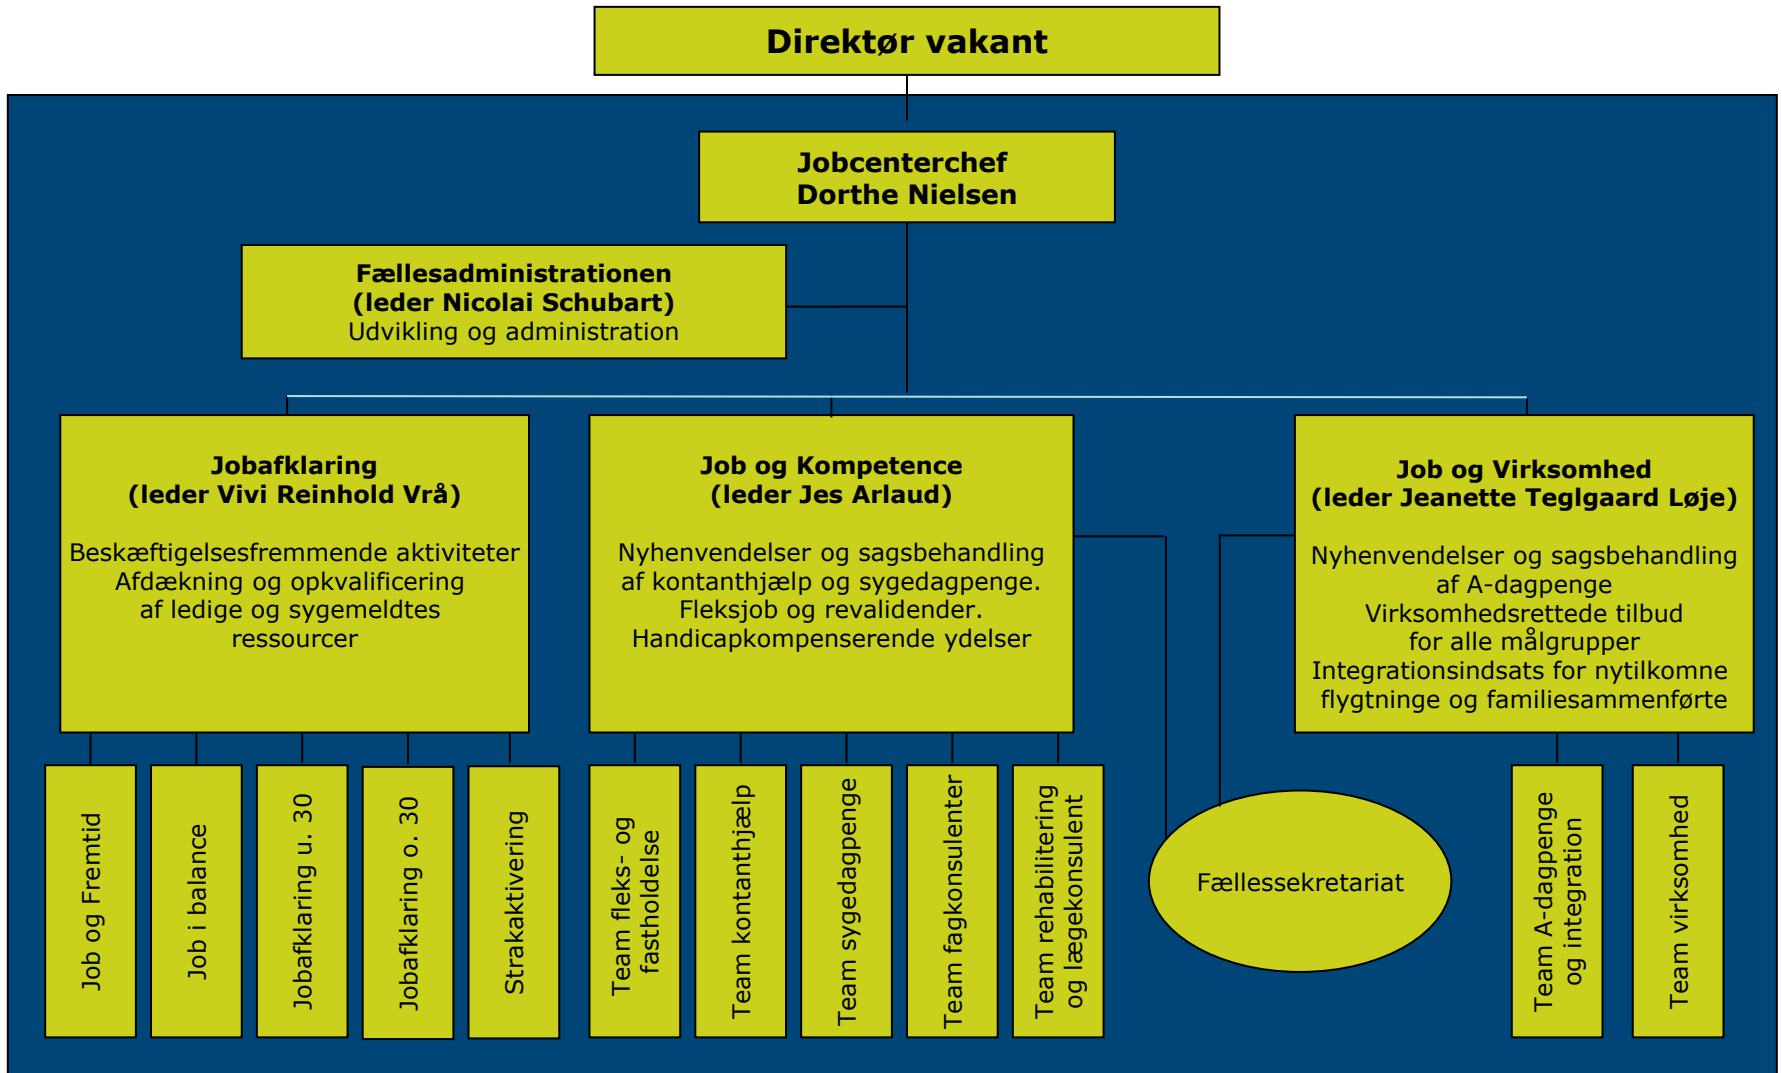 Direktør vakant
Jobcenterchef
Dorthe Nielsen
Fællesadministrationen
(leder Nicolai Schubart)
Udvikling og administration
Jobafklaring
(leder Vivi Reinhold Vrå)
Beskæftigelsesfremmende aktiviteter
Afdækning og opkvalificering
af ledige og sygemeldtes
ressourcer
Job og Kompetence
(leder Jes Arlaud)
Nyhenvendelser og sagsbehandling
af kontanthjælp og sygedagpenge.
Fleksjob og revalidender.
Handicapkompenserende ydelser
Job og Virksomhed
(leder Jeanette Teglgaard Løje)
Nyhenvendelser og sagsbehandling
af A-dagpenge
Virksomhedsrettede tilbud
for alle målgrupper
Integrationsindsats for nytilkomne
flygtninge og familiesammenførte
Job og Fremtid
Job i balance
Jobafklaring u. 30
Jobafklaring o. 30
Strakaktivering
Team fleks- og
fastholdelse
Team kontanthjælp
Team sygedagpenge
Team fagkonsulenter
Team rehabilitering
og lægekonsulent
Fællessekretariat
Team A-dagpenge
og integration
Team virksomhed